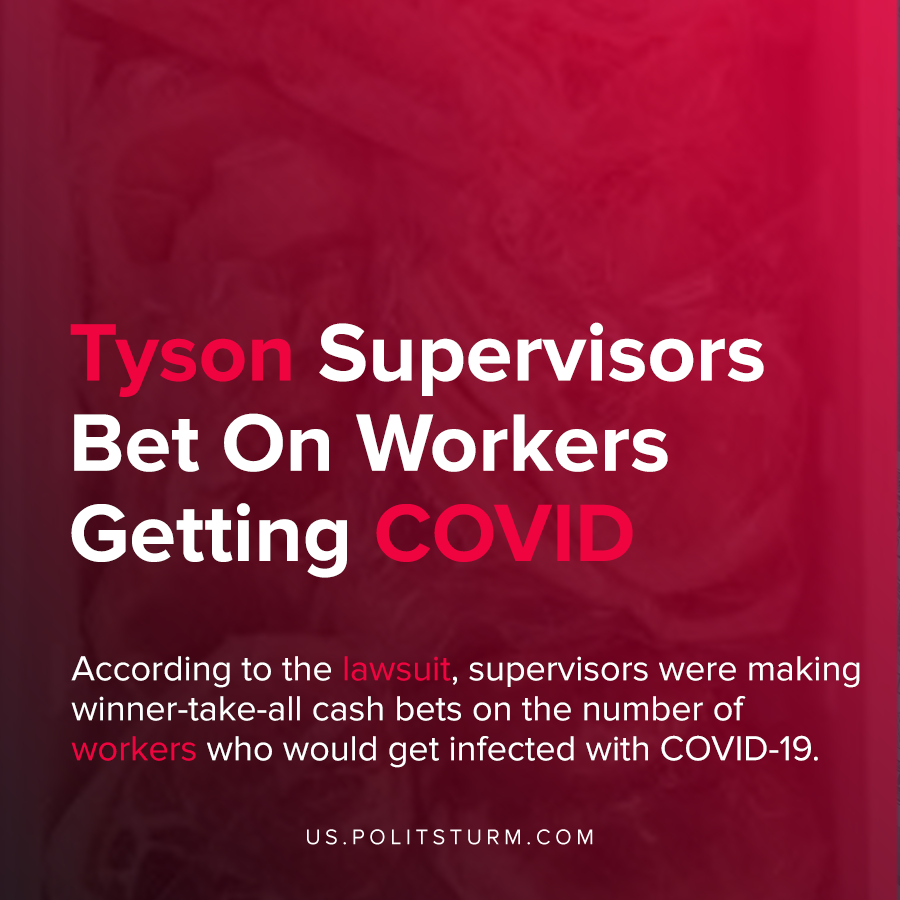 Tyson Supervisors
Bet On Workers
Getting COVID
According to the lawsuit, supervisors were making
winner-take-all cash bets on the number of
workers who would get infected with COVID-19.
US.POLITSTURM.COM